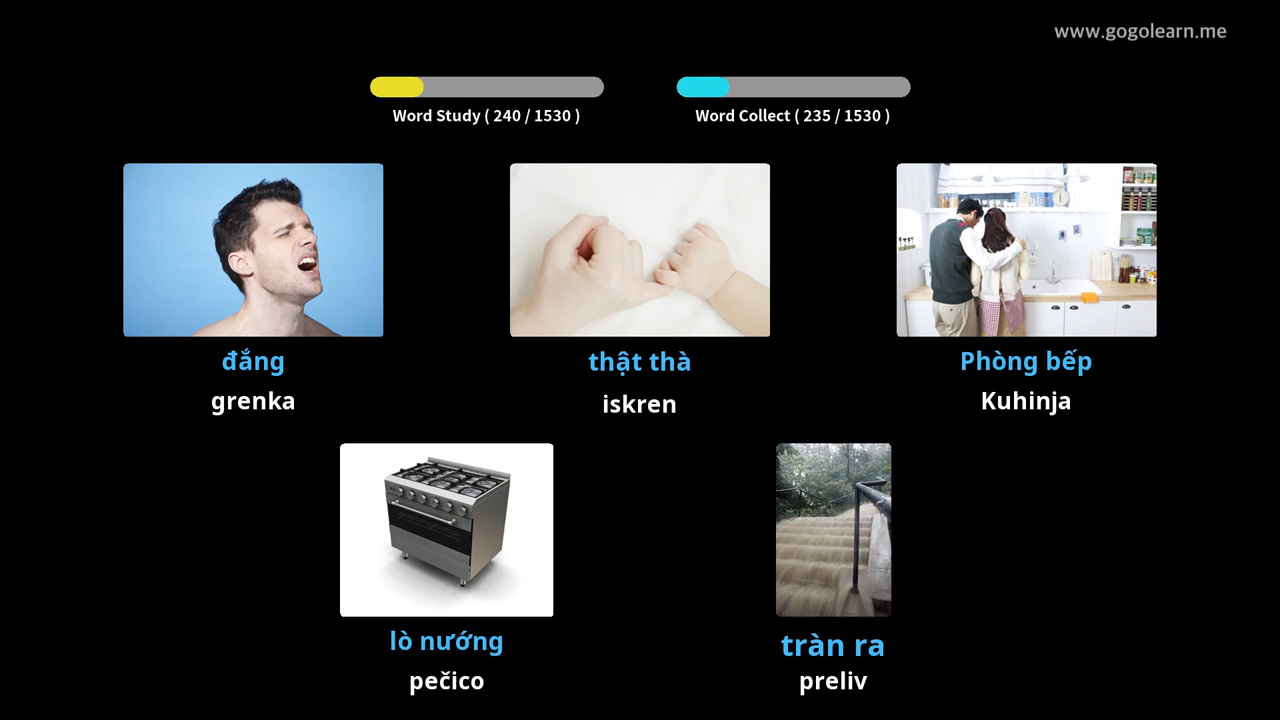 www.gogolearn.me
Word Study ( 240 / 1530 )
Word Collect ( 235 / 1530 )
đắng
thật thà
Phòng bếp
grenka
iskren
Kuhinja
lò nướng
tràn ra
pečico
preliv